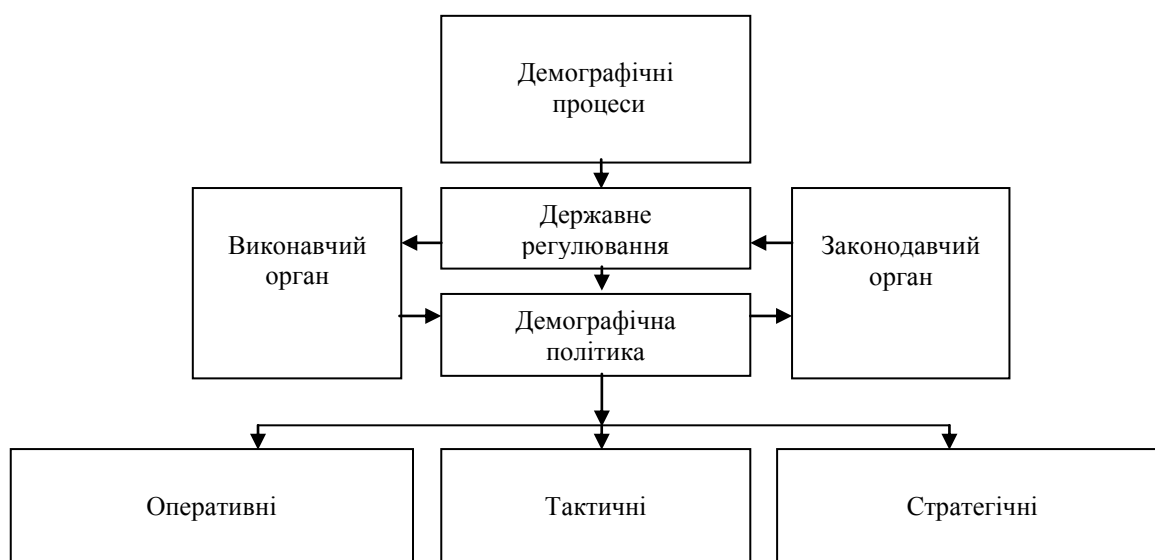 Демографічні
процеси
Державне
регулювання
Виконавчий
орган
Законодавчий
орган
Демографічна
політика
Оперативні
Тактичні
Стратегічні